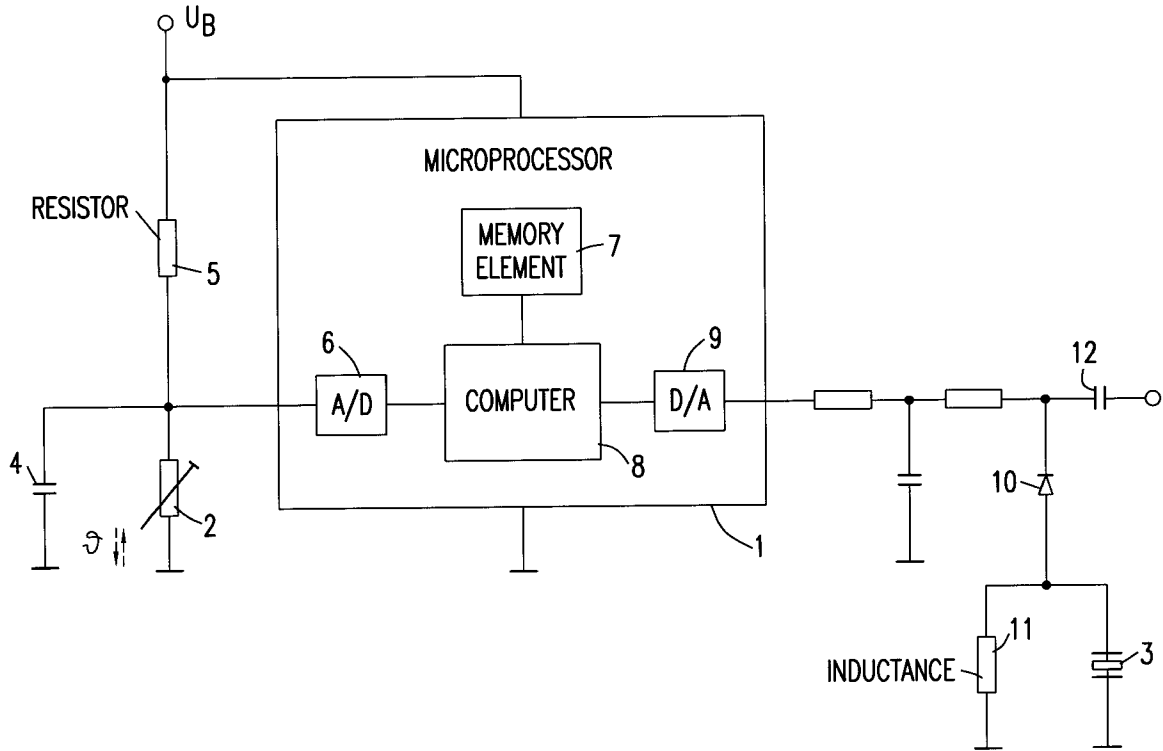 U_B
MICROPROCESSOR
RESISTOR
5
MEMORY
ELEMENT
7
6
A/D
COMPUTER
8
9
D/A
12
4
2
ϑ
1
10
11
INDUCTANCE
3